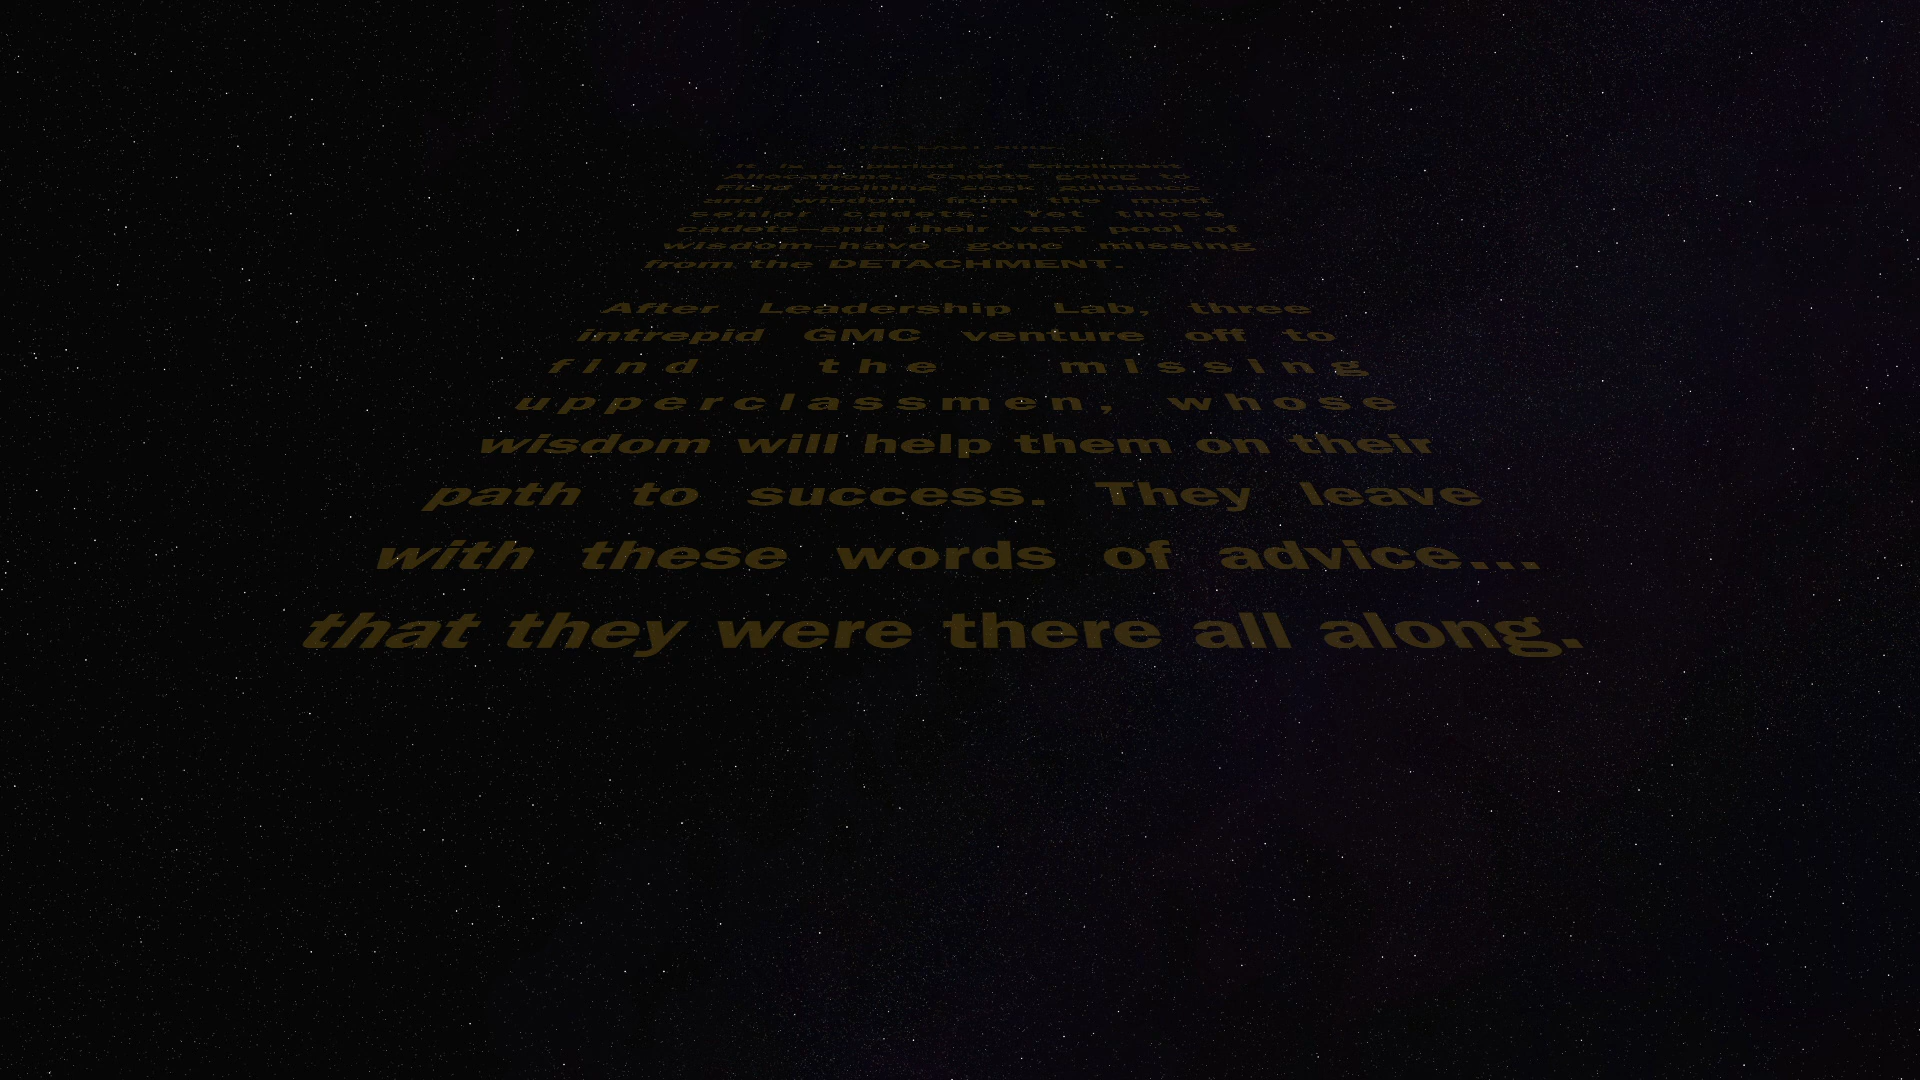 It is a period of Enrollment
Allocations. Cadets going to
Field Training seek guidance
and wisdom from the most
senior cadets. Yet those
cadets—and their vast pool of
wisdom—have gone missing
from the DETACHMENT.
After Leadership Lab, three
intrepid GMC venture off to
find the missing
upperclassmen, whose
wisdom will help them on their
path to success. They leave
with these words of advice...
that they were there all along.